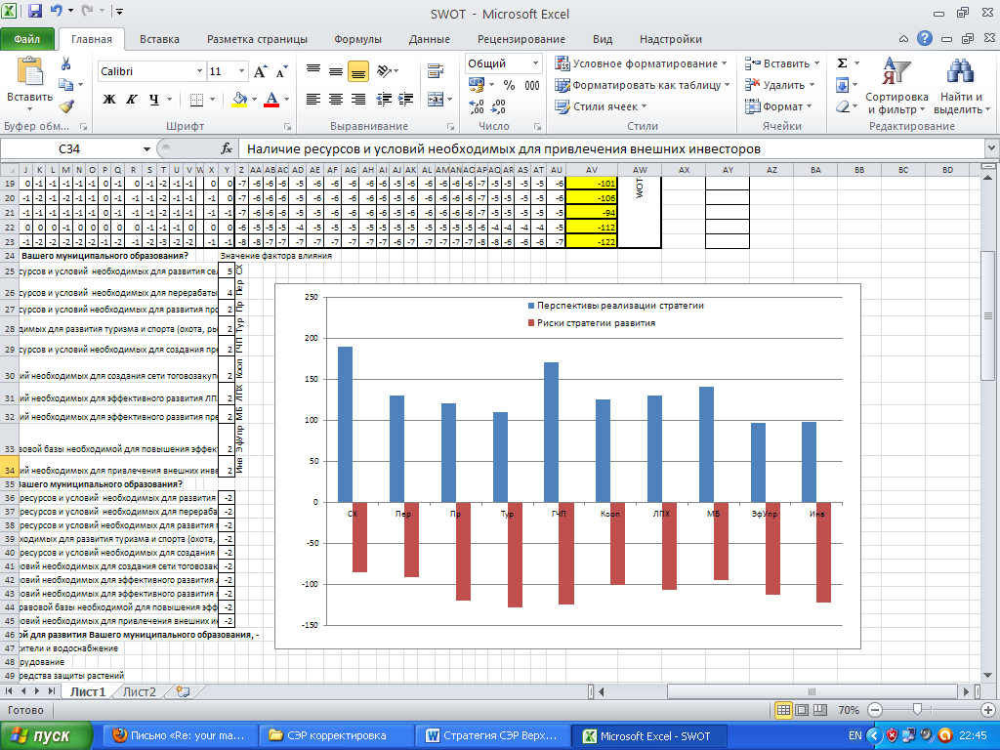 SWOT - Microsoft Excel
Файл Главная Вставка Разметка страницы Формулы Данные Рецензирование Вид Надстройки
Вставить
Calibri 11
Общий
Условное форматирование
Форматировать как таблицу
Стили ячеек
Вставить
Удалить
Формат
Сортировка и фильтр
Найти и выделить
Ж К Ч А % 000
Буфер обм... Шрифт Выравнивание Число Стили Ячейки Редактирование
C34 fx Наличие ресурсов и условий необходимых для привлечения внешних инвесторов
J K L M N O P Q R S T U V W X Y Z AA AB AC AD AE AF AG AH AI AJ AK AL AM AN AO AP AQ AR AS AT AU AV AW AX AY AZ BA BB BC BD
19 -101
20 -106
21 -94
22 -112
23 -122
WOT
24 Вашего муниципального образования? Значение фактора влияния
25 сурсов и условий необходимых для развития се 5 СХ
26 сурсов и условий необходимых для перерабаты 4 Пер
27 сурсов и условий необходимых для развития про 2 Пр
28 димых для развития туризма и спорта (охота, ры 2 Тур
29 сурсов и условий необходимых для создания пре 2 ГЧП
30 ий необходимых для создания сети тоговозакуп 2 Кооп
31 ий необходимых для эффективного развития ЛП 2 ЛПХ
32 ий необходимых для эффективного развития пре 2 МБ
33 зовой базы необходимой для повышения эффек 2 ЭфУпр
34 ий необходимых для привлечения внешних инве 2 Инв
35 Вашего муниципального образования?
36 ресурсов и условий необходимых для развития -2
37 ресурсов и условий необходимых для перераба -2
38 ресурсов и условий необходимых для развития -2
39 ходимых для развития туризма и спорта (охота, -2
40 ресурсов и условий необходимых для создания -2
41 овий необходимых для создания сети тоговозак -2
42 овий необходимых для эффективного развития -2
43 овий необходимых для эффективного развития -2
44 равовой базы необходимой для повышения эфф -2
45 овий необходимых для привлечения внешних и -2
46 ой для развития Вашего муниципального образования, -
47 ители и водоснабжение
48 рудование
49 редства защиты растений
Перспективы реализации стратегии
Риски стратегии развития
250
200
150
100
50
0
-50
-100
-150
СХ Пер Пр Тур ГЧП Кооп ЛПХ МБ ЭфУпр Инв
Лист1 Лист2
Готово 70%
пуск Письмо «Re: your ma... СЭР корректировка Стратегия СЭР Верх... Microsoft Excel - SWOT EN 22:45